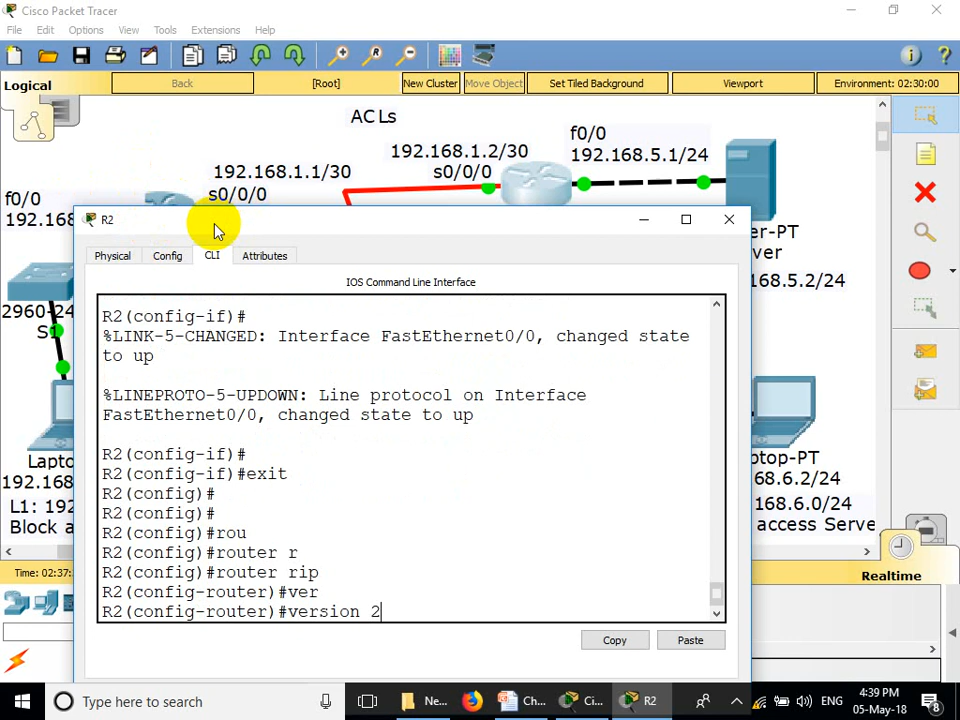 Cisco Packet Tracer
File Edit Options View Tools Extensions Help
Logical Back [Root] New Cluster Move Object Set Tiled Background Viewport Environment: 02:30:00
ACLs
f0/0
192.168.5.1/24
192.168.1.2/30
s0/0/0
192.168.1.1/30
s0/0/0
f0/0
192.168
R2
er-PT
ver
.5.2/24
Physical Config CLI Attributes
IOS Command Line Interface
2960-24
S1
R2(config-if)#
%LINK-5-CHANGED: Interface FastEthernet0/0, changed state
to up
%LINEPROTO-5-UPDOWN: Line protocol on Interface
FastEthernet0/0, changed state to up
R2(config-if)#
R2(config-if)#exit
R2(config)#
R2(config)#
R2(config)#rou
R2(config)#router r
R2(config)#router rip
R2(config-router)#ver
R2(config-router)#version 2
Lapto
192.168
L1: 192.16
Block a
ptop-PT
68.6.2/24
68.6.0/24
access Serve
Copy Paste
Time: 02:37:
Realtime
Type here to search
Ne... Ch... Ci... R2
ENG
4:39 PM
05-May-18
8